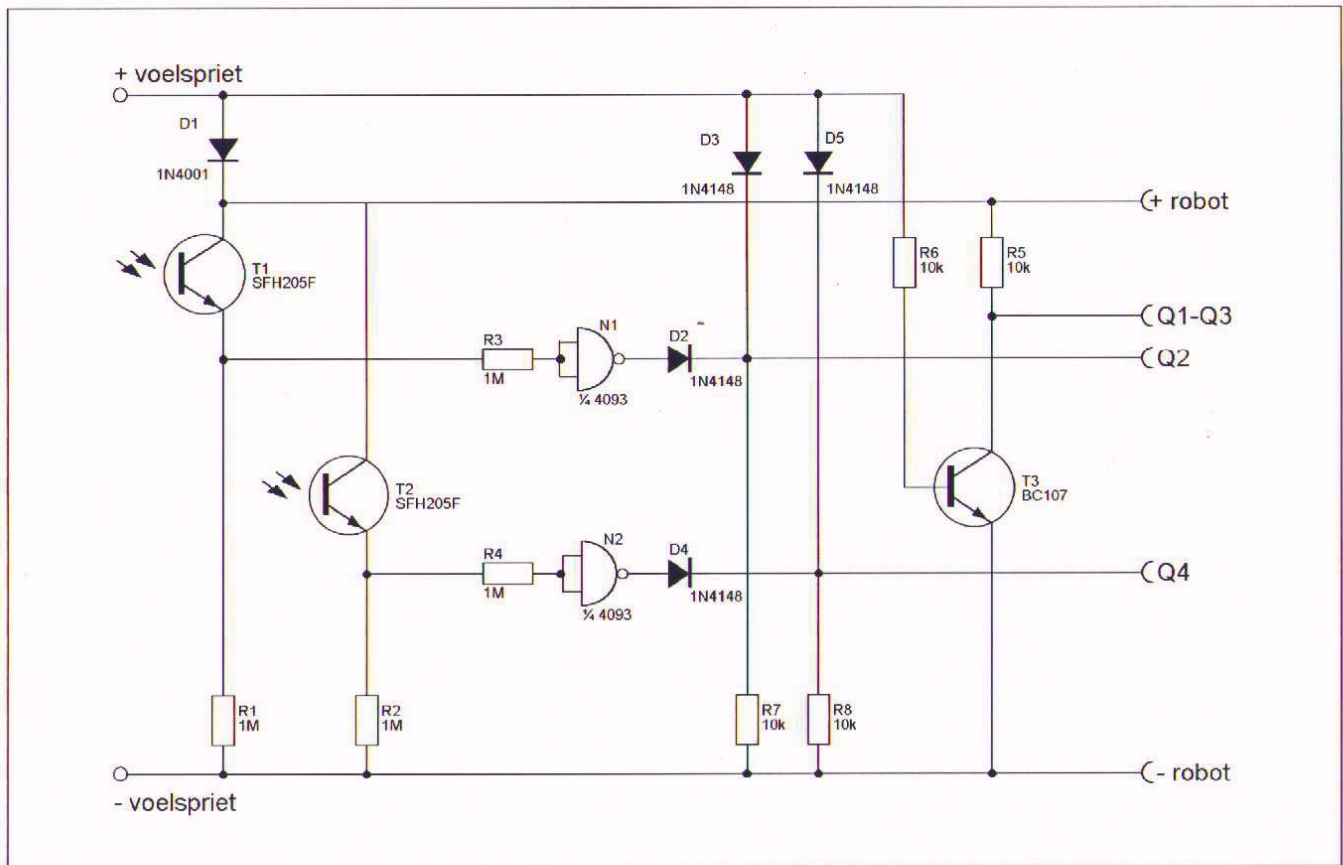 + voelspriet
D1
1N4001
D3
1N4148
D5
1N4148
+ robot
T1
SFH205F
R6
10k
R5
10k
Q1-Q3
R3
1M
N1
¼ 4093
D2
1N4148
Q2
T2
SFH205F
T3
BC107
R4
1M
N2
¼ 4093
D4
1N4148
Q4
R1
1M
R2
1M
R7
10k
R8
10k
- robot
- voelspriet